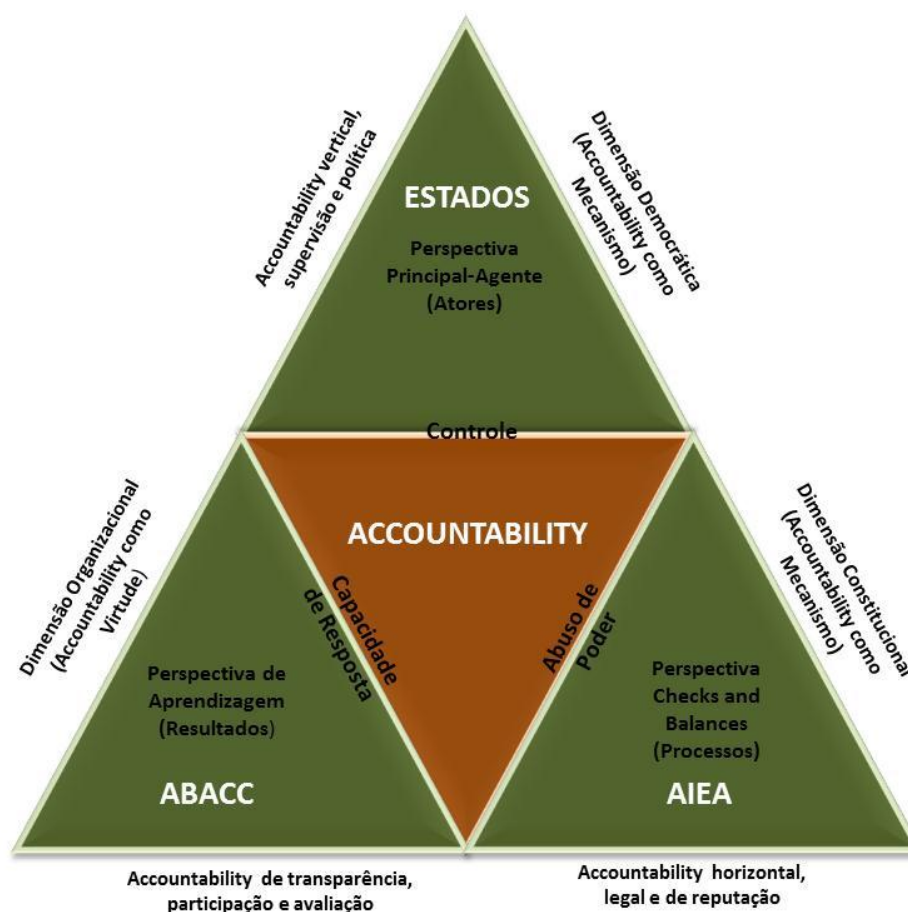 Accountability vertical,
supervisão e política
Dimensão Democrática
(Accountability como
Mecanismo)
ESTADOS
Perspectiva
Principal-Agente
(Atores)
Controle
ACCOUNTABILITY
Capacidade
de Resposta
Abuso de
Poder
Dimensão Organizacional
(Accountability como
Virtude)
Dimensão Constitucional
(Accountability como
Mecanismo)
Perspectiva de
Aprendizagem
(Resultados)
ABACC
Perspectiva
Checks and
Balances
(Processos)
AIEA
Accountability de transparência,
participação e avaliação
Accountability horizontal,
legal e de reputação